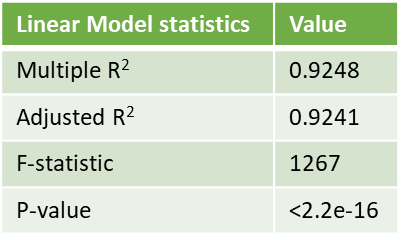 Linear Model statistics Value
Multiple R² 0.9248
Adjusted R² 0.9241
F-statistic 1267
P-value <2.2e-16